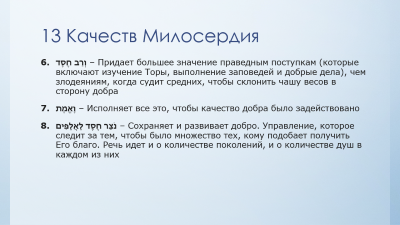 13 Качеств Милосердия
6. וְרַב חֶסֶד – Придает большее значение праведным поступкам (которые
включают изучение Торы, выполнение заповедей и добрые дела), чем
злодеяниям, когда судит средних, чтобы склонить чашу весов в
сторону добра
7. וֶאֱמֶת – Исполняет все это, чтобы качество добра было задействовано
8. נֹצֵר חֶסֶד לָאֲלָפִים – Сохраняет и развивает добро. Управление, которое
следит за тем, чтобы было множество тех, кому подобает получить
Его благо. Речь идет и о количестве поколений, и о количестве душ в
каждом из них